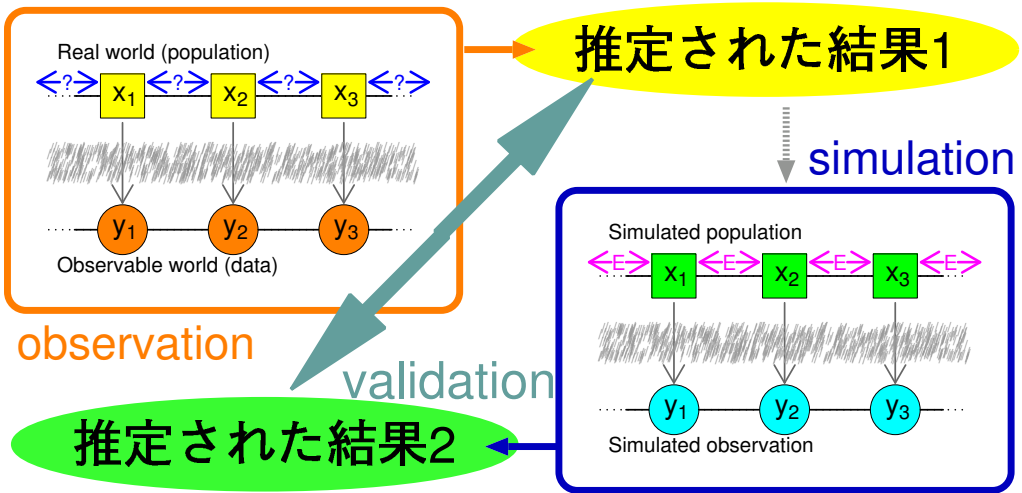 Real world (population)
? ? ? ?
x1 x2 x3
y1 y2 y3
Observable world (data)
observation
推定された結果1
simulation
Simulated population
E E E E
x1 x2 x3
y1 y2 y3
Simulated observation
validation
推定された結果2